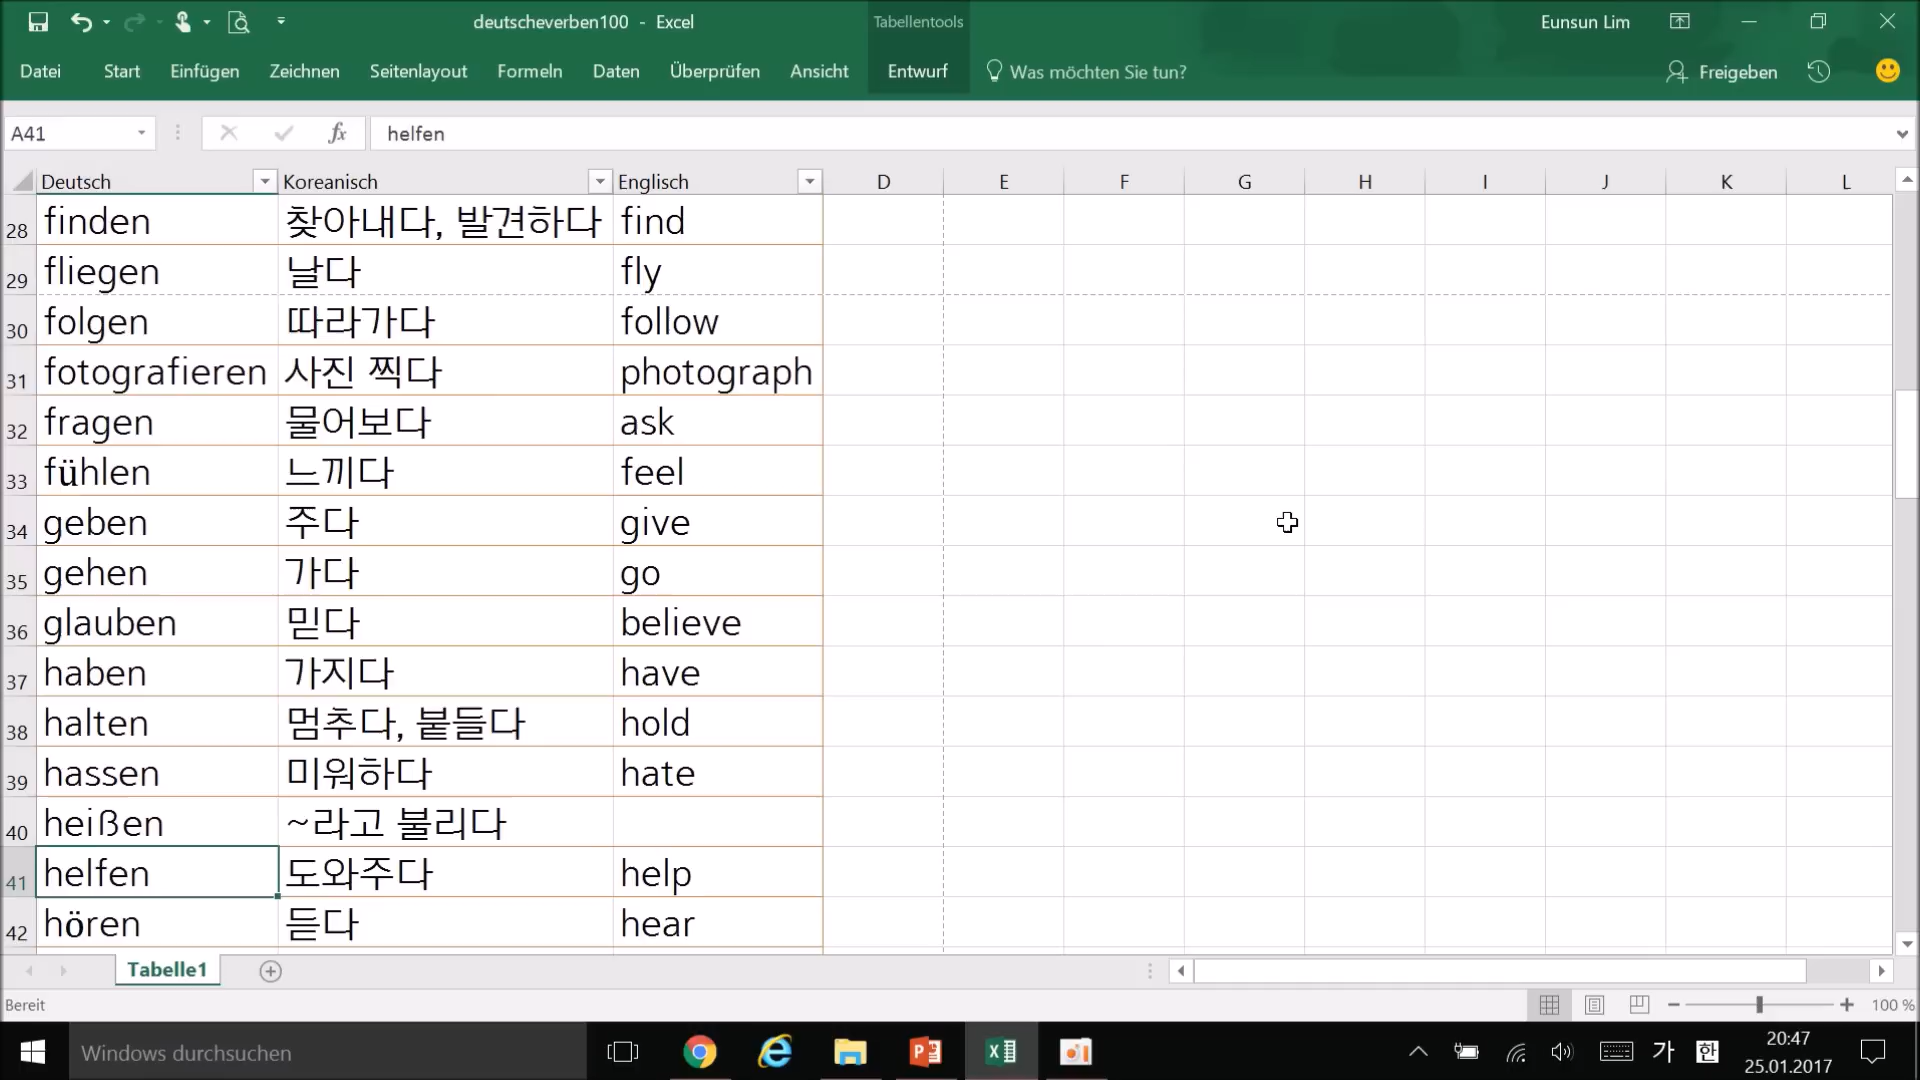 deutscheverben100 - Excel
Tabellentools
Eunsun Lim
Datei Start Einfügen Zeichnen Seitenlayout Formeln Daten Überprüfen Ansicht Entwurf Was möchten Sie tun? Freigeben
A41 fx helfen
Deutsch Koreanisch Englisch D E F G H I J K L
28 finden 찾아내다, 발견하다 find
29 fliegen 날다 fly
30 folgen 따라가다 follow
31 fotografieren 사진 찍다 photograph
32 fragen 물어보다 ask
33 fühlen 느끼다 feel
34 geben 주다 give
35 gehen 가다 go
36 glauben 믿다 believe
37 haben 가지다 have
38 halten 멈추다, 붙들다 hold
39 hassen 미워하다 hate
40 heißen ~라고 불리다
41 helfen 도와주다 help
42 hören 듣다 hear
Tabelle1
Bereit
100 %
Windows durchsuchen
가 한
20:47
25.01.2017